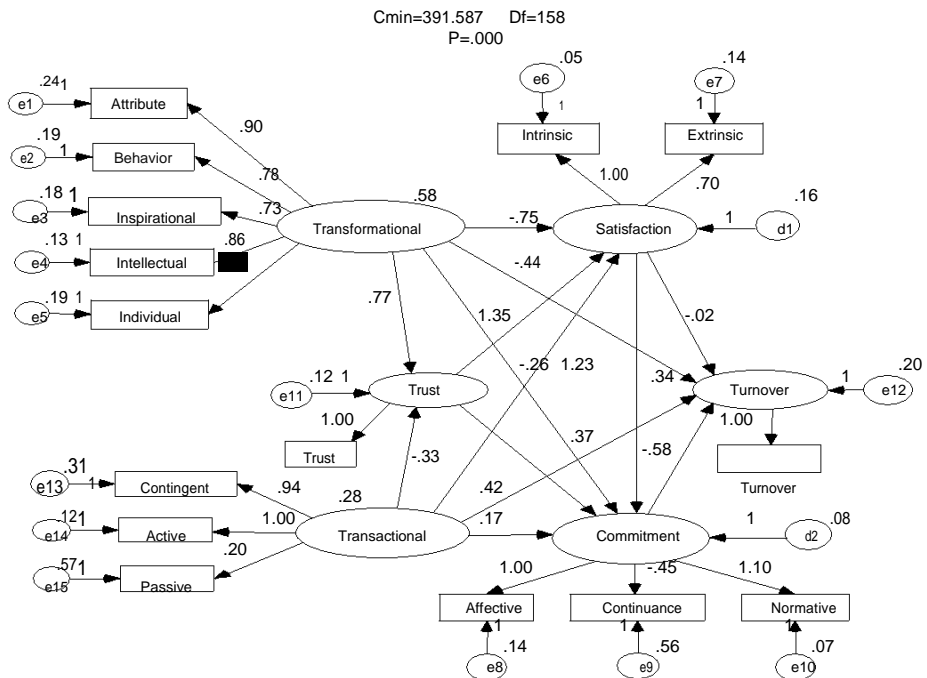 Cmin=391.587 Df=158
P=.000
.05
.14
e6
e7
.24 1
e1
Attribute
1
1
.90
Intrinsic
Extrinsic
.19
e2
1
Behavior
.78
1.00
.70
.18 1
e3
Inspirational
.73
.58
.16
.13 1
e4
Intellectual
.86
Transformational
-.75
Satisfaction
1
d1
-.44
.19 1
e5
Individual
.77
1.35
-.02
-.26
1.23
.34
.20
e11
.12 1
Trust
Turnover
1
e12
1.00
1.00
Trust
-.33
.37
-.58
.31
e13
1
Contingent
.94
.28
.42
Turnover
.12 1
e14
Active
1.00
Transactional
.17
Commitment
1
d2
.08
.57 1
e15
Passive
.20
1.00
-.45
1.10
Affective
Continuance
Normative
1
1
1
e8
.14
e9
.56
e10
.07